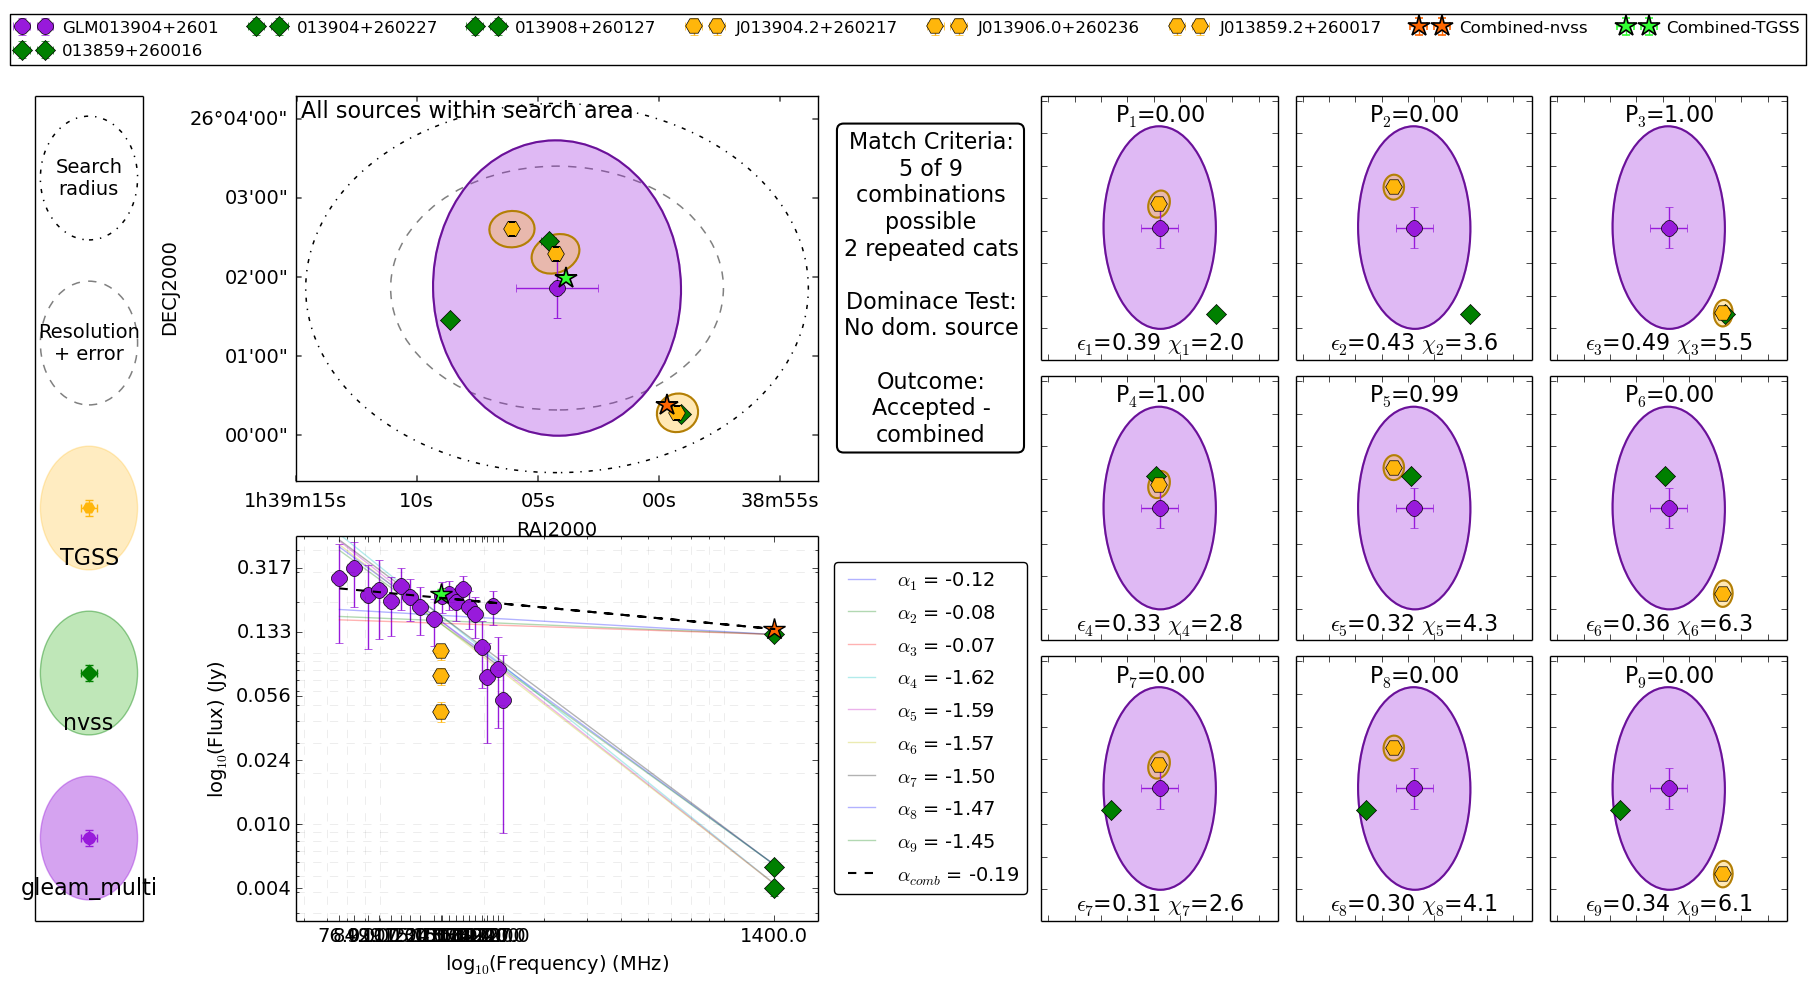 GLM013904+2601 013904+260227 013908+260127 J013904.2+260217 J013906.0+260236 J013859.2+260017 Combined-nvss Combined-TGSS
013859+260016
Search
radius
Resolution
+ error
TGSS
nvss
gleam_multi
All sources within search area
DECJ2000
26°04'00"
03'00"
02'00"
01'00"
00'00"
1h39m15s 10s 05s 00s 38m55s
RAJ2000
Match Criteria:
5 of 9
combinations
possible
2 repeated cats
Dominace Test:
No dom. source
Outcome:
Accepted -
combined
log10(Flux) (Jy)
0.317
0.133
0.056
0.024
0.010
0.004
1400.0
log10(Frequency) (MHz)
α1 = -0.12
α2 = -0.08
α3 = -0.07
α4 = -1.62
α5 = -1.59
α6 = -1.57
α7 = -1.50
α8 = -1.47
α9 = -1.45
αcomb = -0.19
P1=0.00
ϵ1=0.39 χ1=2.0
P2=0.00
ϵ2=0.43 χ2=3.6
P3=1.00
ϵ3=0.49 χ3=5.5
P4=1.00
ϵ4=0.33 χ4=2.8
P5=0.99
ϵ5=0.32 χ5=4.3
P6=0.00
ϵ6=0.36 χ6=6.3
P7=0.00
ϵ7=0.31 χ7=2.6
P8=0.00
ϵ8=0.30 χ8=4.1
P9=0.00
ϵ9=0.34 χ9=6.1